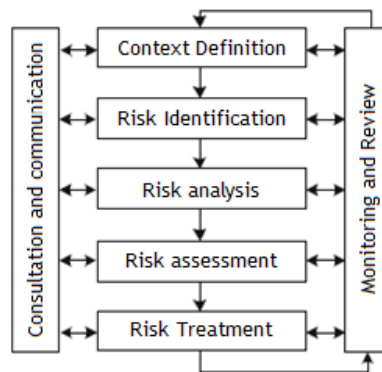 Consultation and communication
Context Definition
Risk Identification
Risk analysis
Risk assessment
Risk Treatment
Monitoring and Review